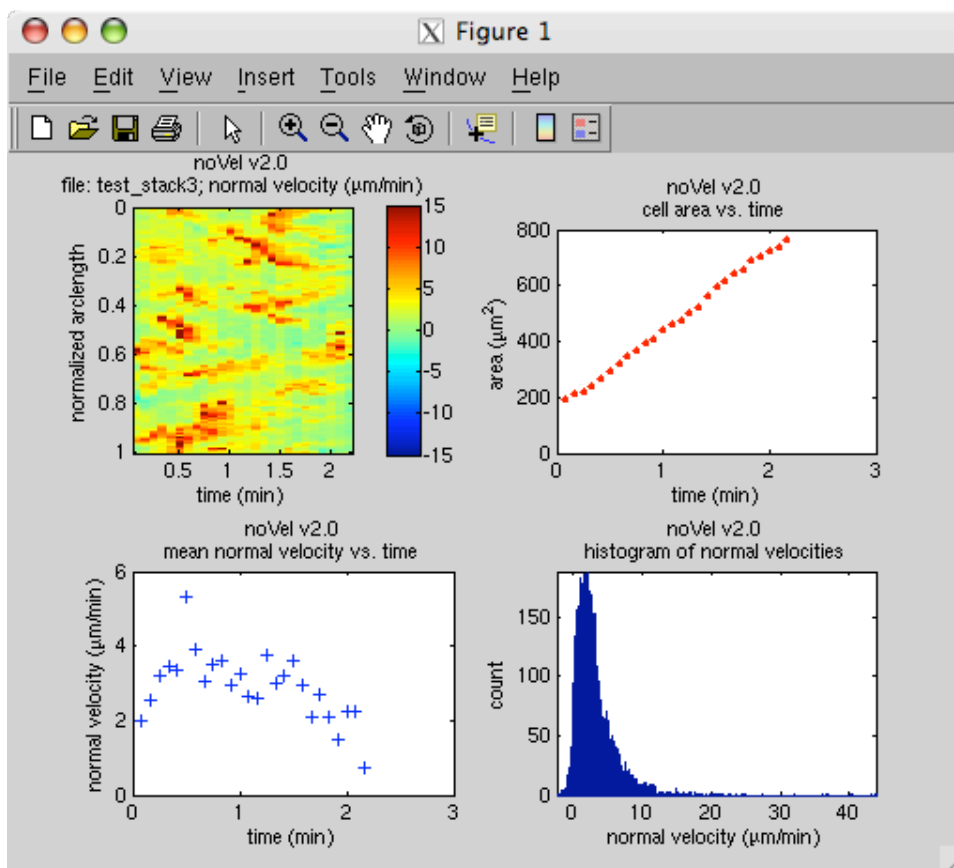 Figure 1
File Edit View Insert Tools Window Help
noVel v2.0
file: test_stack3; normal velocity (μm/min)
0
0.2
0.4
0.6
0.8
1
normalized arclength
0.5 1 1.5 2
time (min)
15
10
5
0
-5
-10
-15
noVel v2.0
cell area vs. time
800
600
400
200
0
area (μm²)
0 1 2 3
time (min)
noVel v2.0
mean normal velocity vs. time
6
4
2
0
normal velocity (μm/min)
0 1 2 3
time (min)
noVel v2.0
histogram of normal velocities
150
100
50
0
count
0 10 20 30 40
normal velocity (μm/min)